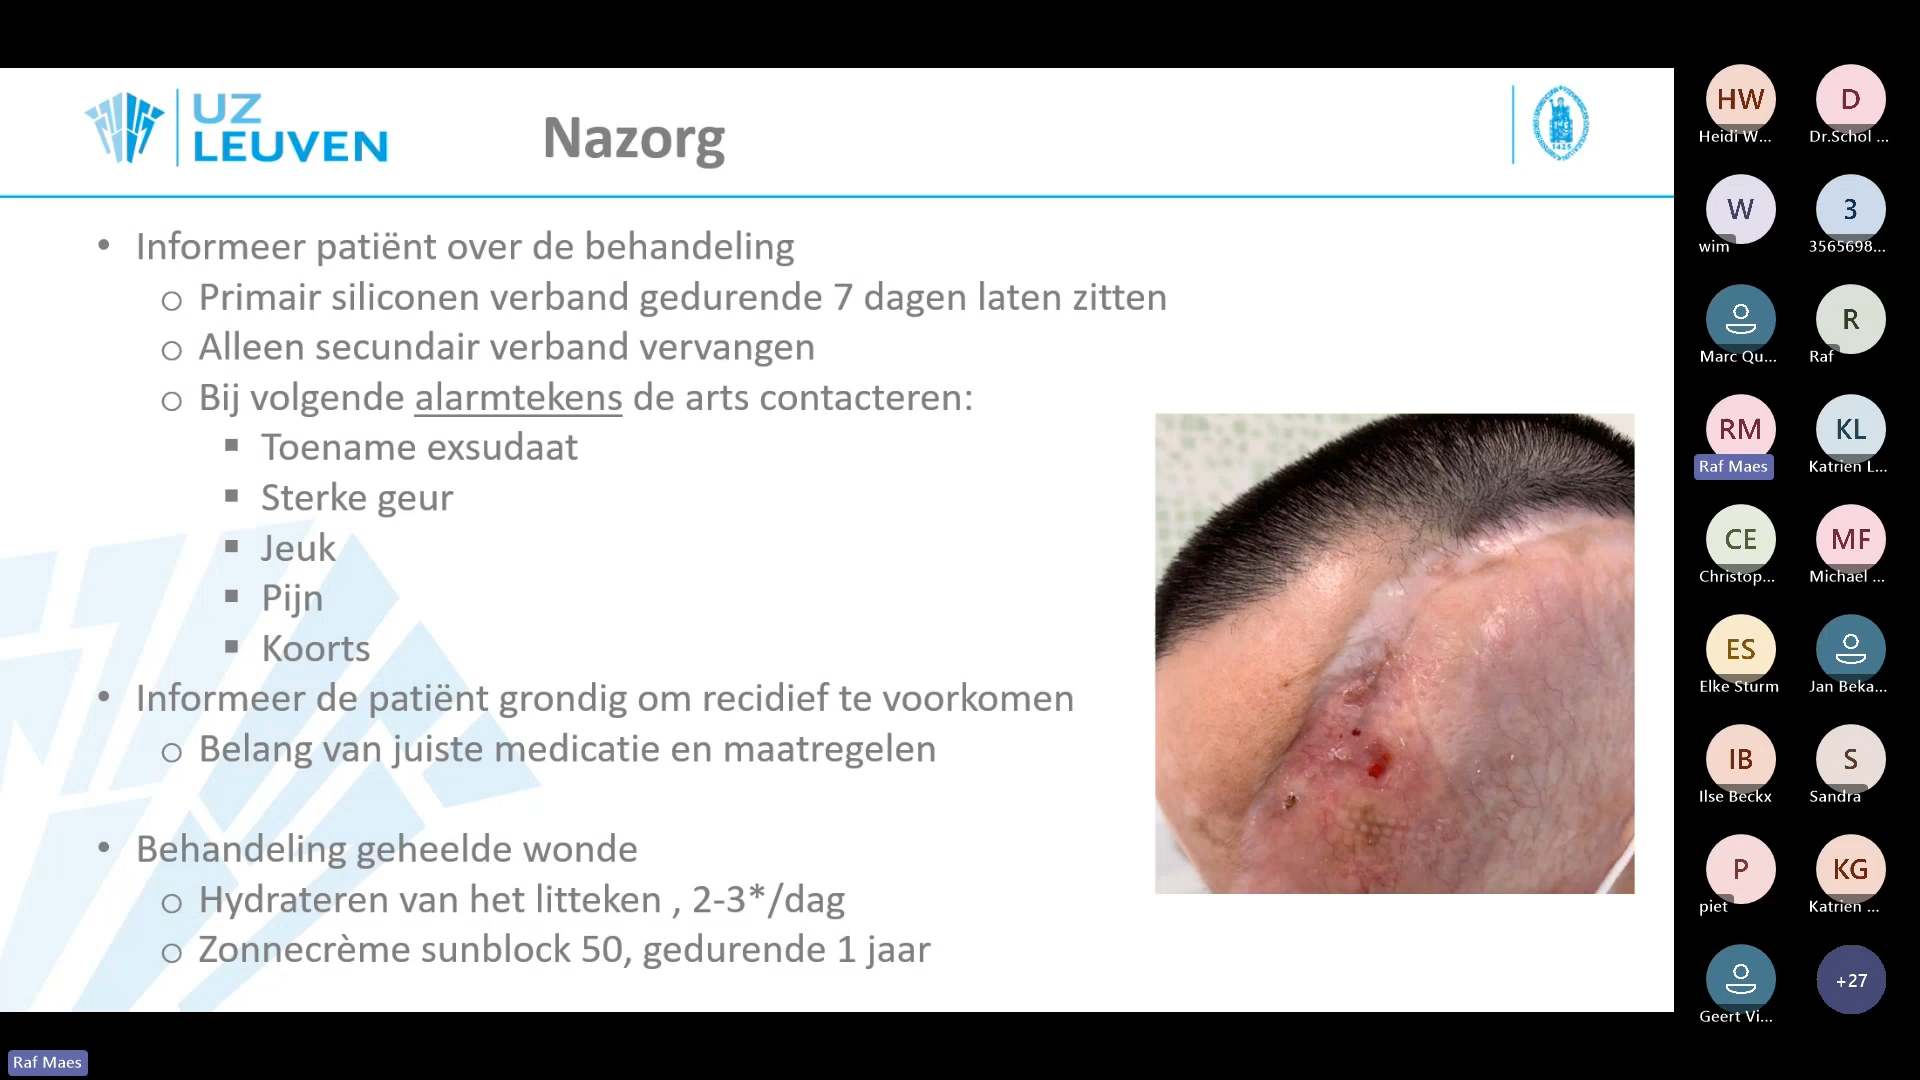 UZ
LEUVEN
Nazorg
1425
• Informeer patiënt over de behandeling
o Primair siliconen verband gedurende 7 dagen laten zitten
o Alleen secundair verband vervangen
o Bij volgende alarmtekens de arts contacteren:
▪ Toename exsudaat
▪ Sterke geur
▪ Jeuk
▪ Pijn
▪ Koorts
• Informeer de patiënt grondig om recidief te voorkomen
o Belang van juiste medicatie en maatregelen
• Behandeling geheelde wonde
o Hydrateren van het litteken , 2-3*/dag
o Zonnecrème sunblock 50, gedurende 1 jaar
HW
Heidi W...
D
Dr.Schol ...
W
wim
3
3565698...
Marc Qu...
R
Raf
RM
Raf Maes
KL
Katrien L...
CE
Christop...
MF
Michael ...
ES
Elke Sturm
Jan Beka...
IB
Ilse Beckx
S
Sandra
P
piet
KG
Katrien ...
Geert Vi...
+27
Raf Maes